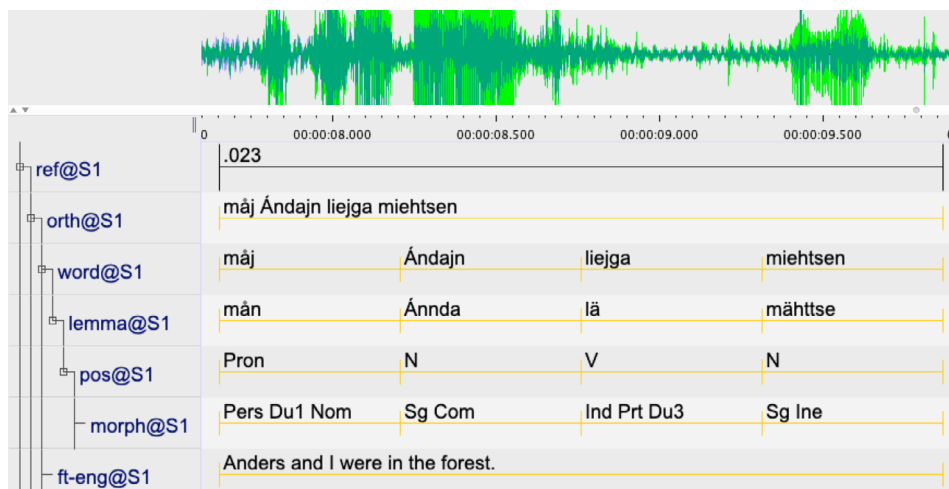 0 00:00:08.000 00:00:08.500 00:00:09.000 00:00:09.500
ref@S1 .023
orth@S1 måj Ándajn liejga miehtsen
word@S1 måj Ándajn liejga miehtsen
lemma@S1 mån Ánnda lä mähttse
pos@S1 Pron N V N
morph@S1 Pers Du1 Nom Sg Com Ind Prt Du3 Sg Ine
ft-eng@S1 Anders and I were in the forest.